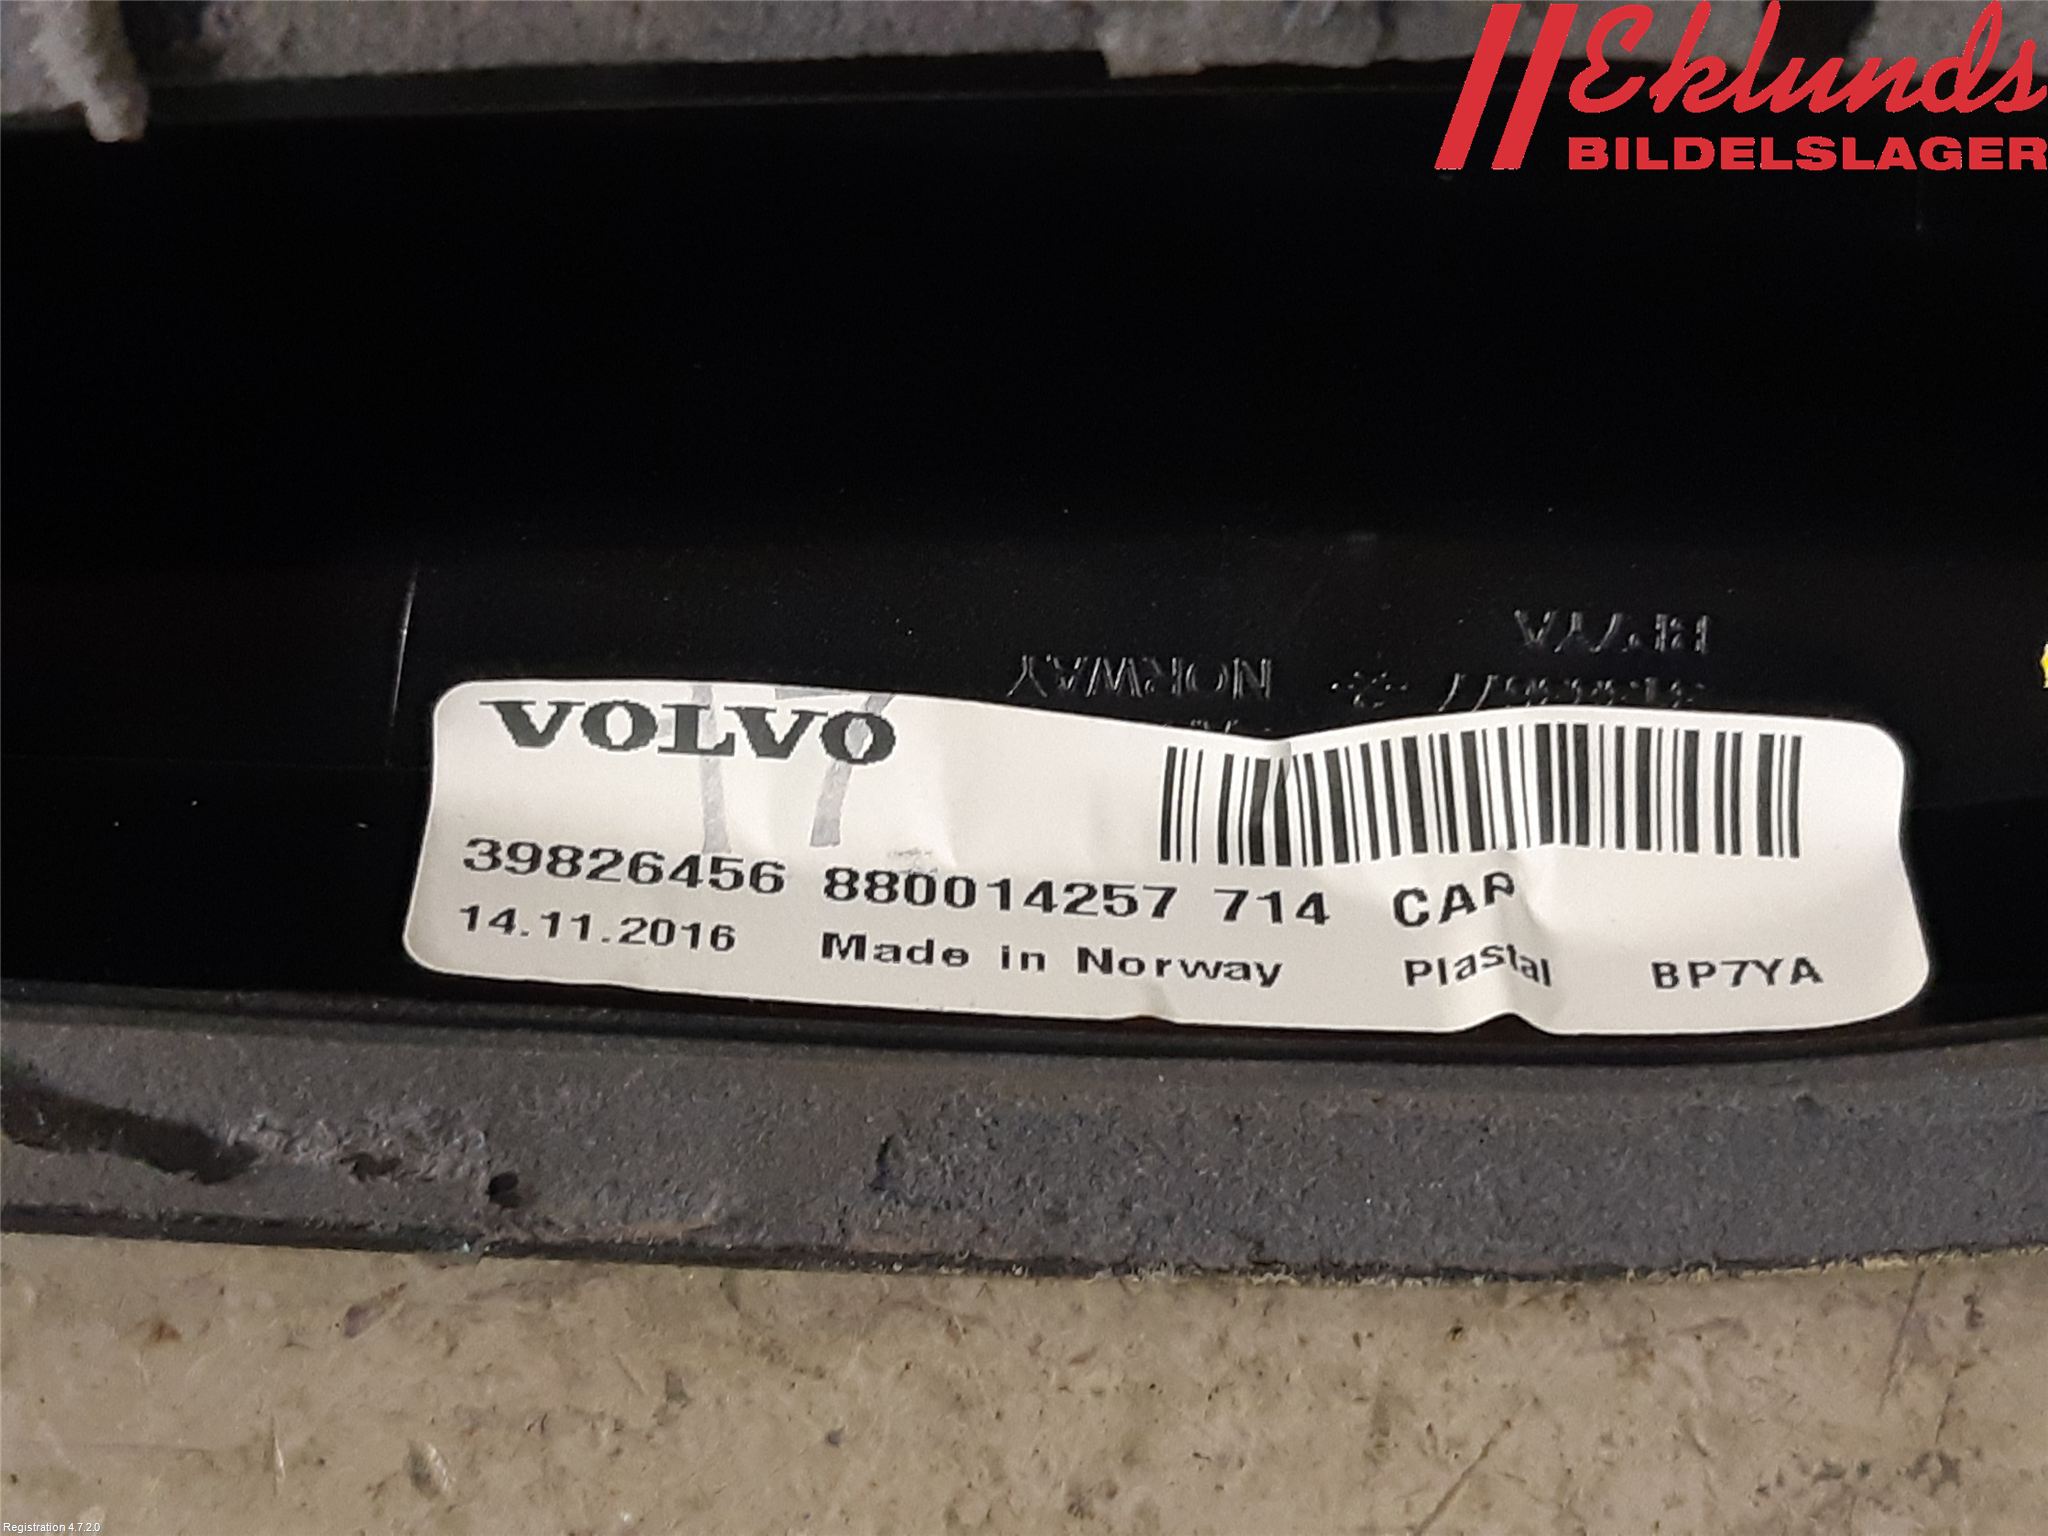 Eklunds
BILDELSLAGER
NORWAY
VOLVO
17
39826456 880014257 714 CAP
14.11.2016 Made in Norway Plastal BP7YA
Registration 4.7.2.0